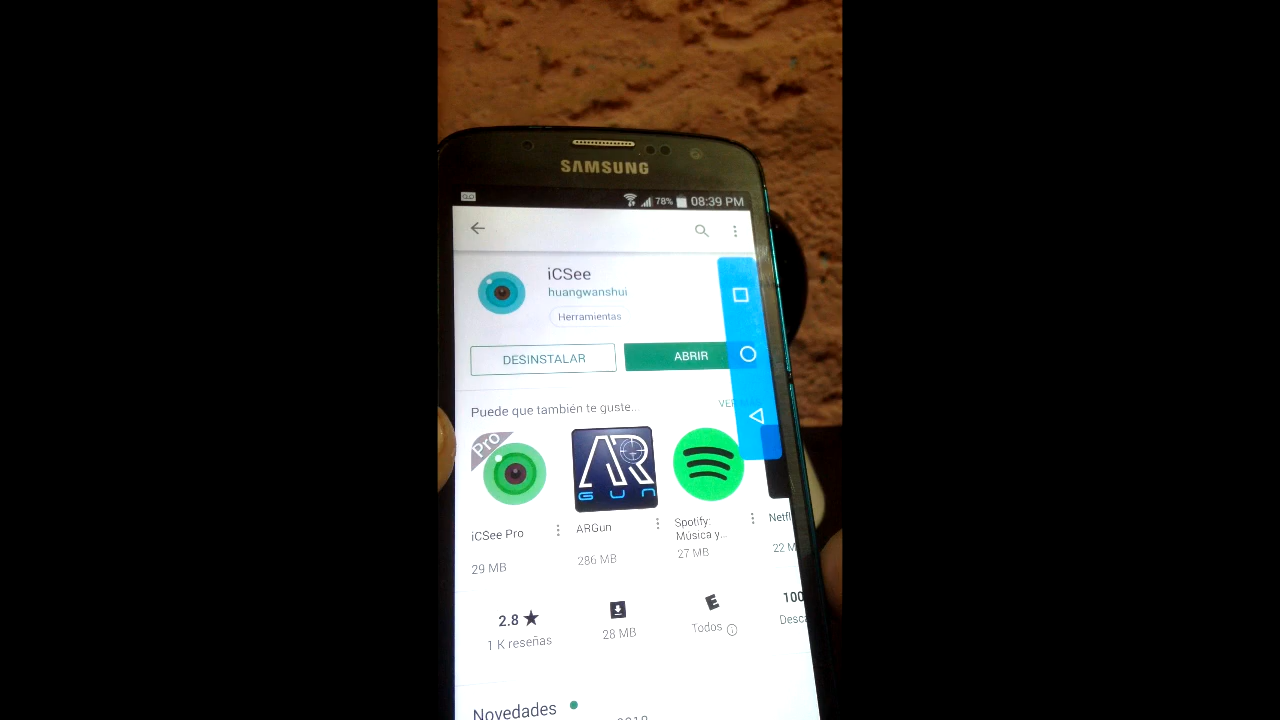 SAMSUNG
78% 08:39 PM
iCSee
huangwanshui
Herramientas
DESINSTALAR
ABRIR
Puede que también te guste..
VER
Pro
AR
GUN
iCSee Pro
29 MB
ARGun
286 MB
Spotify:
Música y...
27 MB
Netfl
22 M
2.8 ★
1 K reseñas
28 MB
E
Todos
100
Desca
Novedades